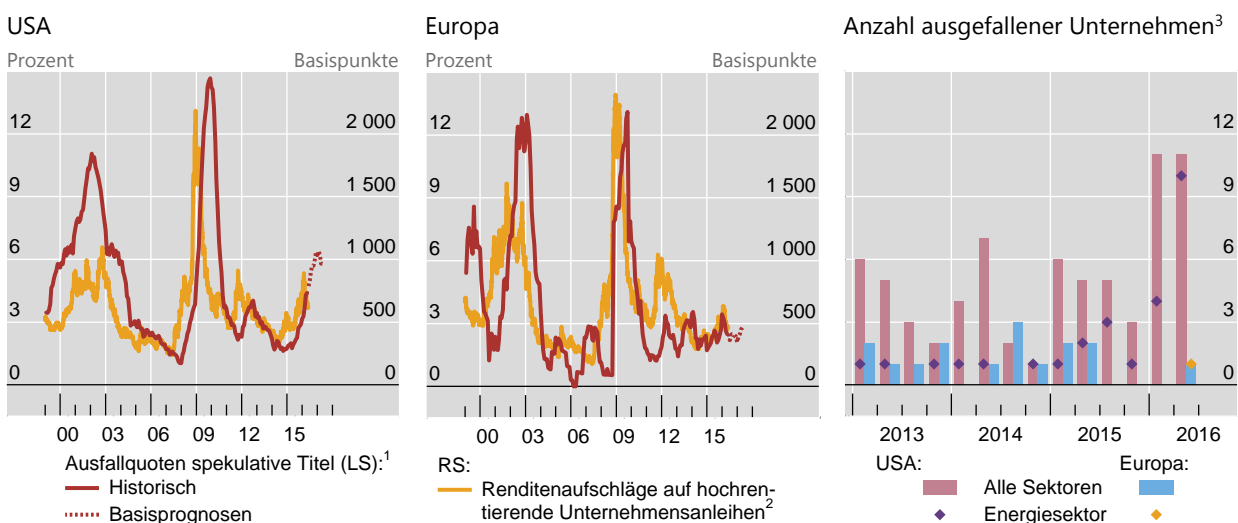 USA
Prozent Basispunkte
12 2 000
9 1 500
6 1 000
3 500
0 0
00 03 06 09 12 15
Ausfallquoten spekulative Titel (LS):1
Historisch
Basisprognosen
Europa
Prozent Basispunkte
12 2 000
9 1 500
6 1 000
3 500
0 0
00 03 06 09 12 15
RS:
Renditenaufschläge auf hochren-
tierende Unternehmensanleihen2
Anzahl ausgefallener Unternehmen3
12
9
6
3
0
2013 2014 2015 2016
USA: Europa:
Alle Sektoren
Energiesektor